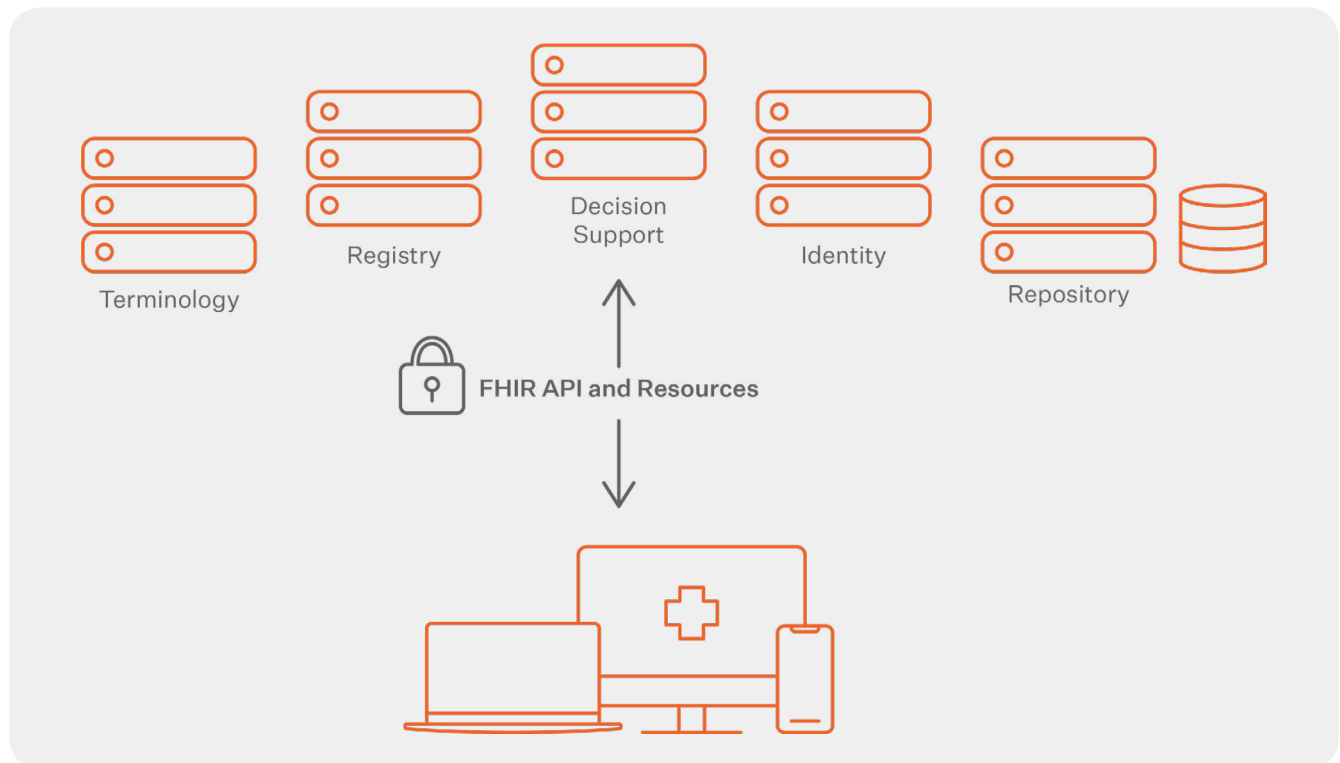 Terminology
Registry
Decision
Support
Identity
Repository
FHIR API and Resources